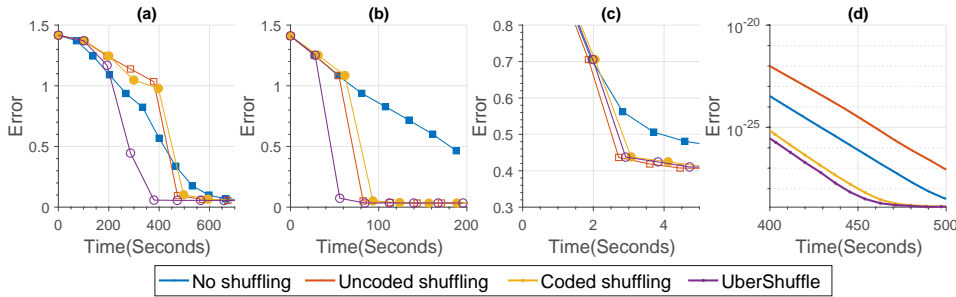 (a) (b) (c) (d)
Error
1.5
1
0.5
0
0 200 400 600
Time(Seconds)
Error
1.5
1
0.5
0
0 50 100 150 200
Time(Seconds)
Error
0.8
0.7
0.6
0.5
0.4
0.3
2 4
Time(Seconds)
Error
10-20
10-25
400 450 500
Time(Seconds)
No shuffling Uncoded shuffling Coded shuffling UberShuffle